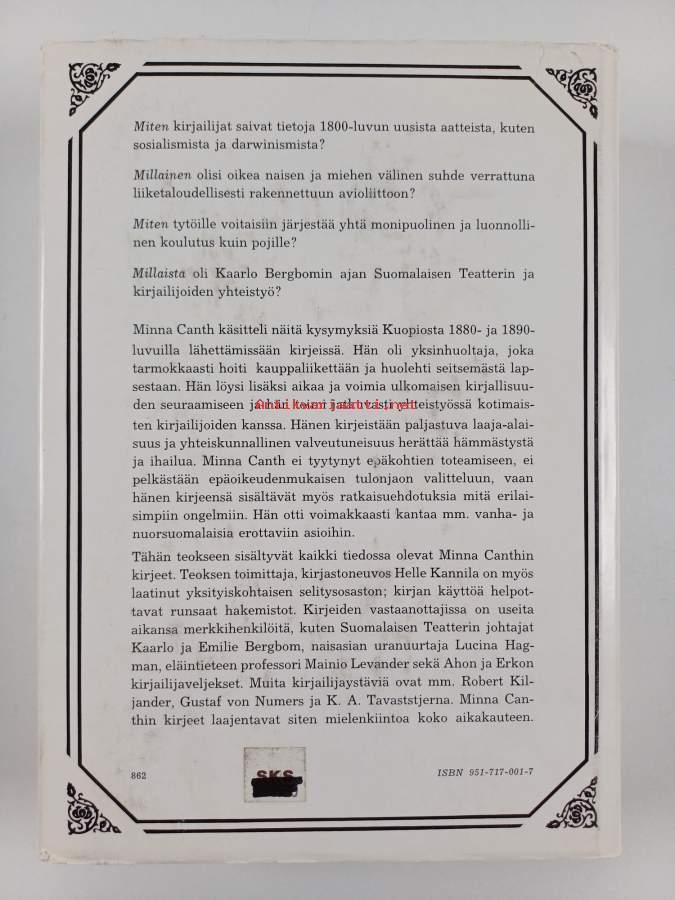 Miten kirjailijat saivat tietoja 1800-luvun uusista aatteista, kuten
sosialismista ja darwinismista?
Millainen olisi oikea naisen ja miehen välinen suhde verrattuna
liiketaloudellisesti rakennettuun avioliittoon?
Miten tytöille voitaisiin järjestää yhtä monipuolinen ja luonnolli-
nen koulutus kuin pojille?
Millaista oli Kaarlo Bergbomin ajan Suomalaisen Teatterin ja
kirjailijoiden yhteistyö?
Minna Canth käsitteli näitä kysymyksiä Kuopiosta 1880- ja 1890-
luvuilla lähettämissään kirjeissä. Hän oli yksinhuoltaja, joka
tarmokkaasti hoiti kauppaliikettään ja huolehti seitsemästä lap-
sestaan. Hän löysi lisäksi aikaa ja voimia ulkomaisen kirjallisuu-
den seuraamiseen ja hän toimi jatkuvasti yhteistyössä kotimais-
ten kirjailijoiden kanssa. Hänen kirjeistään paljastuva laaja-alai-
suus ja yhteiskunnallinen valveutuneisuus herättää hämmästystä
ja ihailua. Minna Canth ei tyytynyt epäkohtien toteamiseen, ei
pelkästään epäoikeudenmukaisen tulonjaon valitteluun, vaan
hänen kirjeensä sisältävät myös ratkaisuehdotuksia mitä erilai-
simpiin ongelmiin. Hän otti voimakkaasti kantaa mm. vanha- ja
nuorsuomalaisia erottaviin asioihin.
Tähän teokseen sisältyvät kaikki tiedossa olevat Minna Canthin
kirjeet. Teoksen toimittaja, kirjastoneuvos Helle Kannila on myös
laatinut yksityiskohtaisen selitysosaston; kirjan käyttöä helpot-
tavat runsaat hakemistot. Kirjeiden vastaanottajissa on useita
aikansa merkkihenkilöitä, kuten Suomalaisen Teatterin johtajat
Kaarlo ja Emilie Bergbom, naisasian uranuurtaja Lucina Hag-
man, eläintieteen professori Mainio Levander sekä Ahon ja Erkon
kirjailijaveljekset. Muita kirjailijaystäviä ovat mm. Robert Kil-
jander, Gustaf von Numers ja K. A. Tavaststjerna. Minna Can-
thin kirjeet laajentavat siten mielenkiintoa koko aikakauteen.
862
SKS
ISBN 951-717-001-7